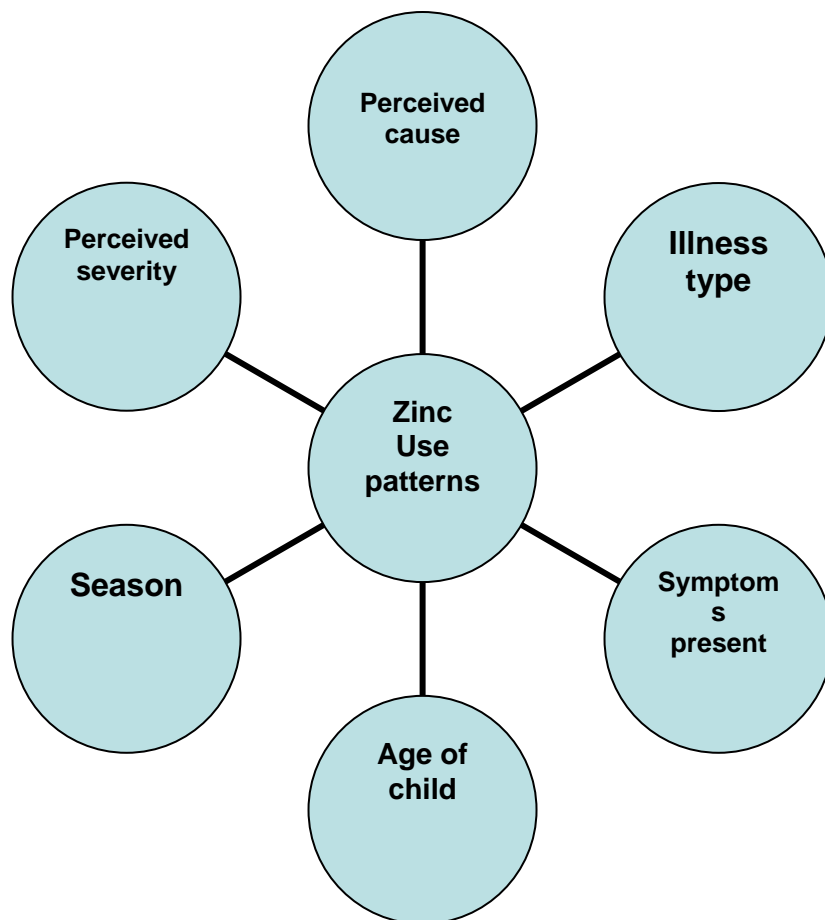 Perceived
cause
Perceived
severity
Illness
type
Zinc
Use
patterns
Season
Symptom
s
present
Age of
child